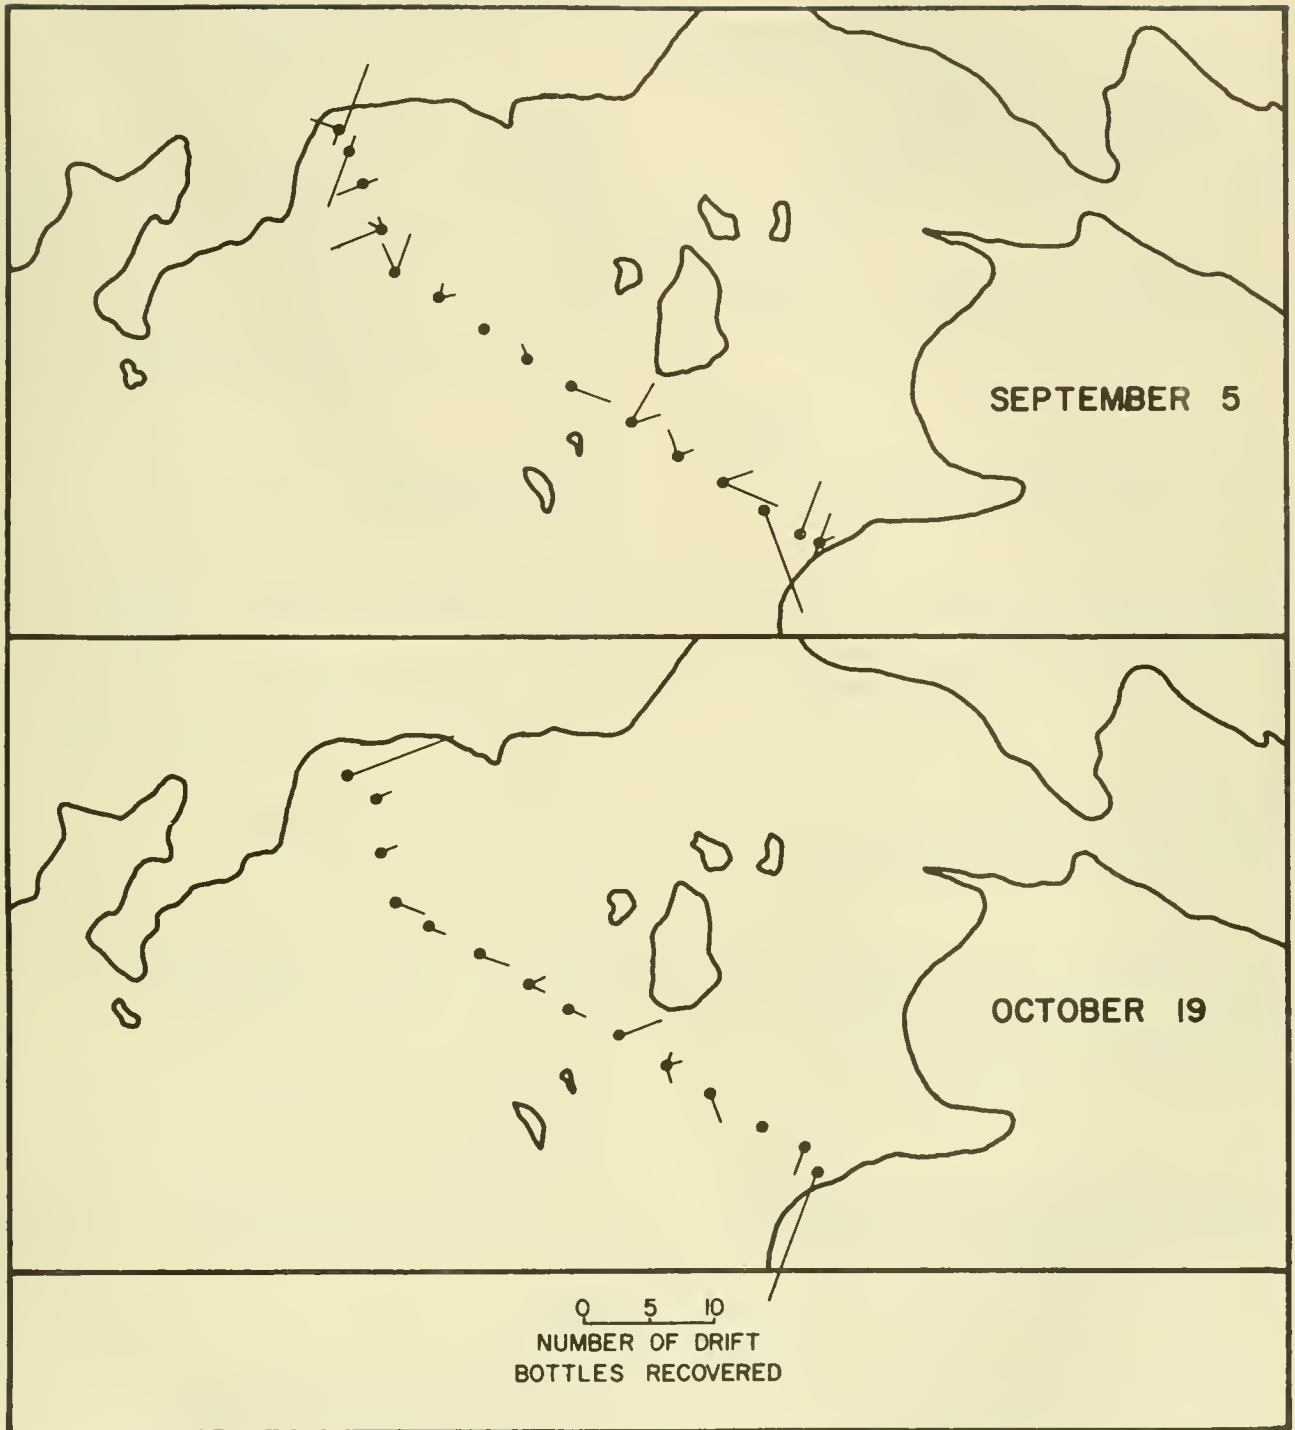 SEPTEMBER 5
OCTOBER 19
0 5 10
NUMBER OF DRIFT
BOTTLES RECOVERED